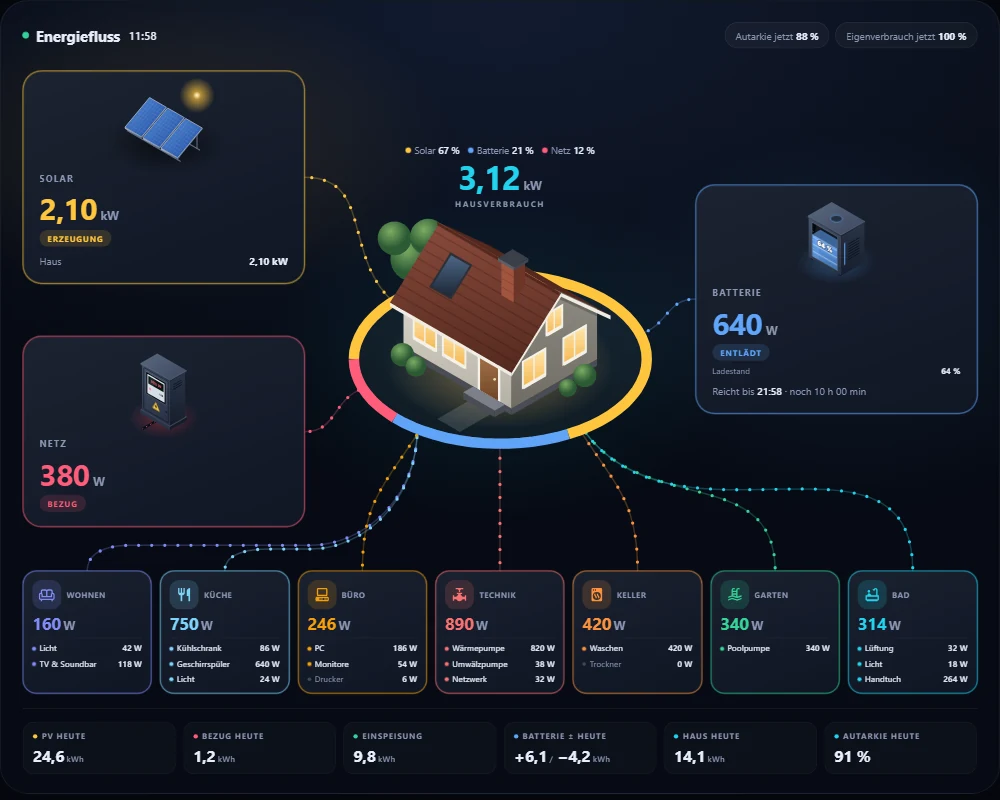 Energiefluss 11:58
Autarkie jetzt 88 %
Eigenverbrauch jetzt 100 %
Solar 67 % Batterie 21 % Netz 12 %
3,12 kW
HAUSVERBRAUCH
SOLAR
2,10 kW
ERZEUGUNG
Haus 2,10 kW
64 %
BATTERIE
640 W
ENTLÄDT
Ladestand 64 %
Reicht bis 21:58 · noch 10 h 00 min
NETZ
380 W
BEZUG
WOHNEN
160 W
Licht 42 W
TV & Soundbar 118 W
KÜCHE
750 W
Kühlschrank 86 W
Geschirrspüler 640 W
Licht 24 W
BÜRO
246 W
PC 186 W
Monitore 54 W
Drucker 6 W
TECHNIK
890 W
Wärmepumpe 820 W
Umwälzpumpe 38 W
Netzwerk 32 W
KELLER
420 W
Waschen 420 W
Trockner 0 W
GARTEN
340 W
Poolpumpe 340 W
BAD
314 W
Lüftung 32 W
Licht 18 W
Handtuch 264 W
PV HEUTE
24,6 kWh
BEZUG HEUTE
1,2 kWh
EINSPEISUNG
9,8 kWh
BATTERIE ± HEUTE
+6,1 / −4,2 kWh
HAUS HEUTE
14,1 kWh
AUTARKIE HEUTE
91 %